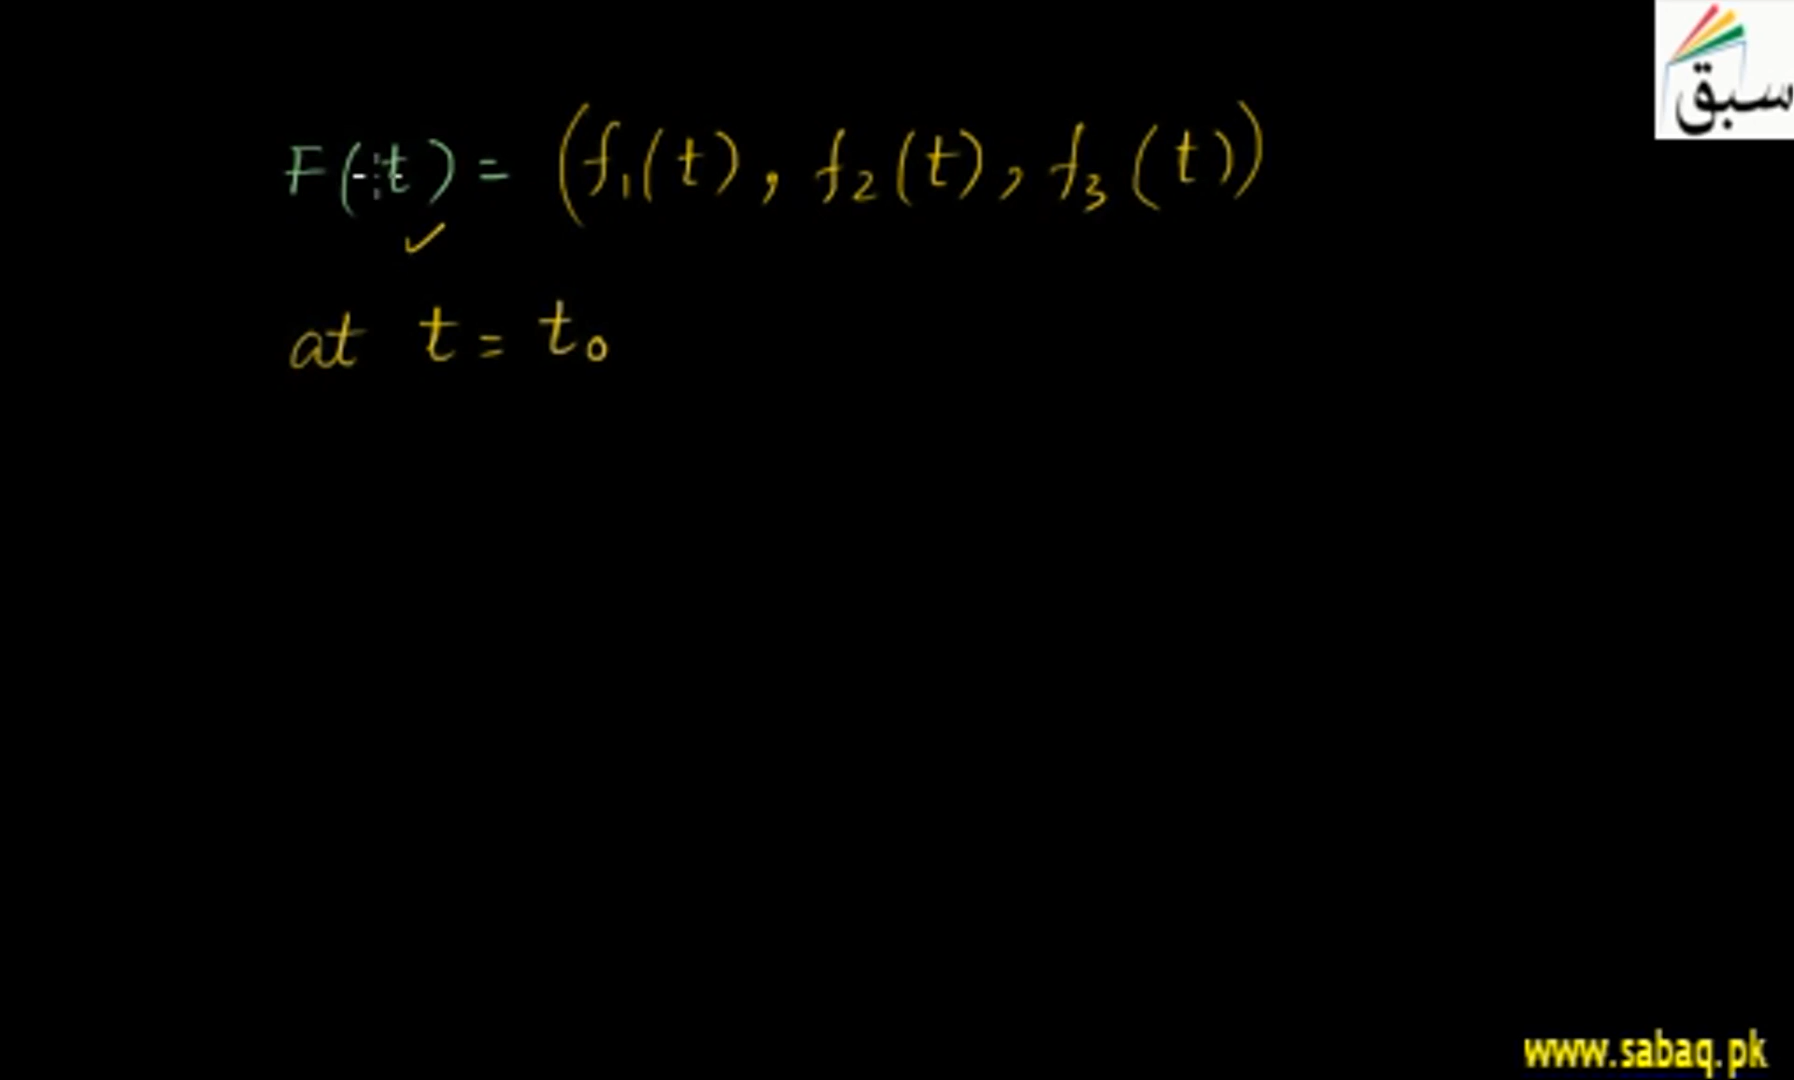 سبق
F(t) = (f₁(t), f₂(t), f₃(t))
✓
at t = t₀
www.sabaq.pk